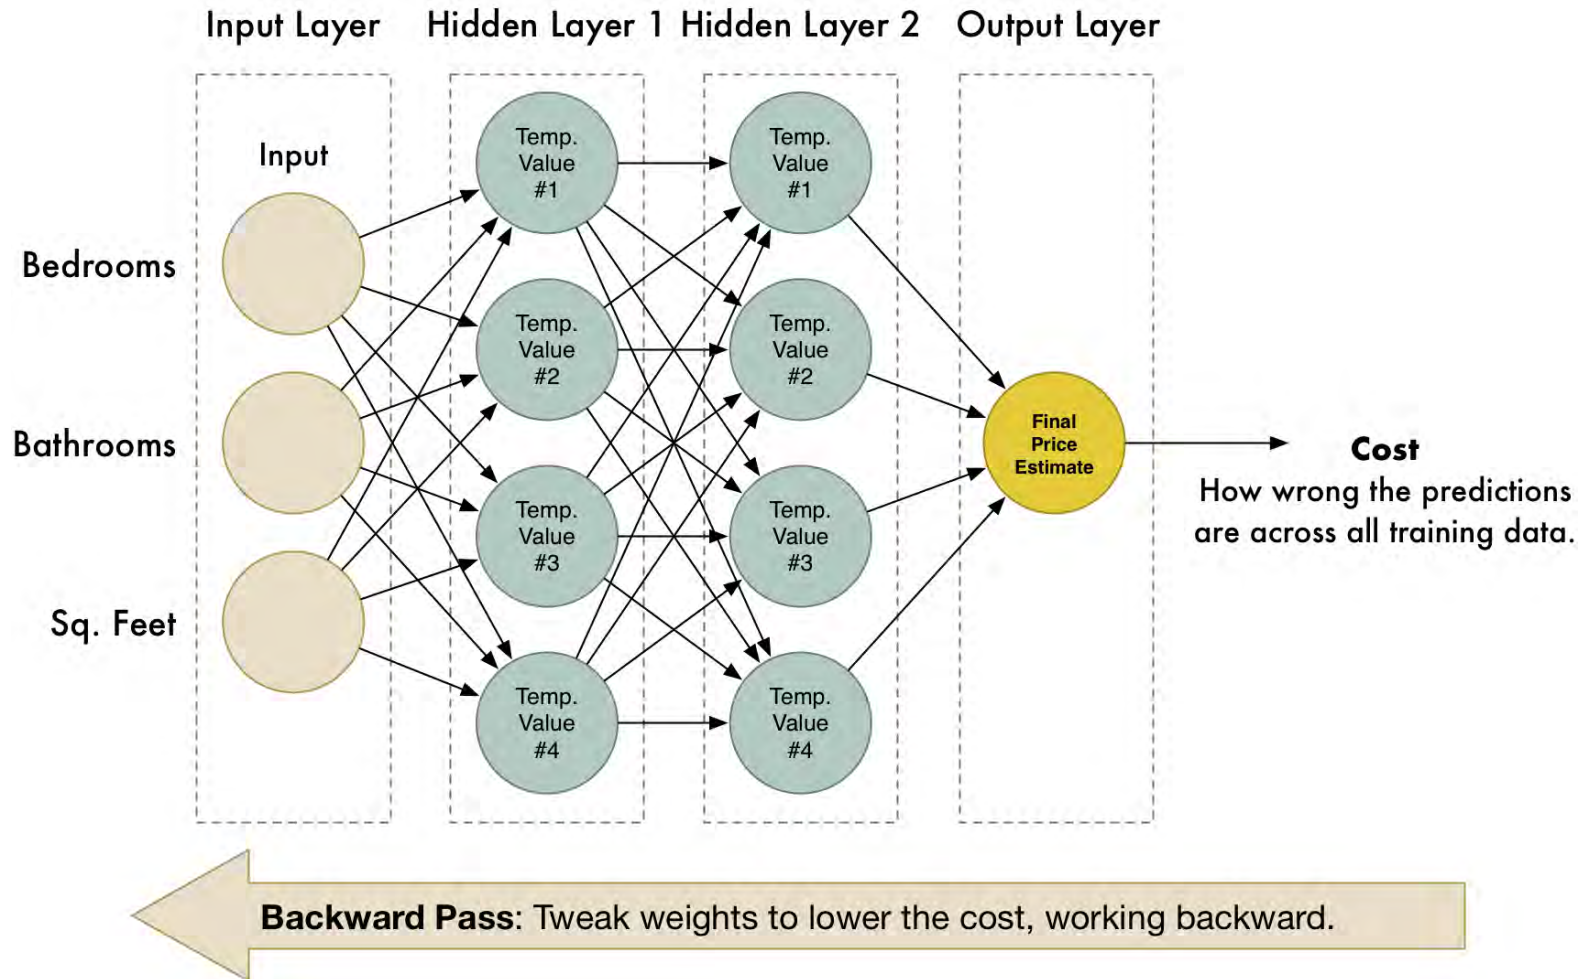 Input Layer
Hidden Layer 1
Hidden Layer 2
Output Layer
Input
Bedrooms
Bathrooms
Sq. Feet
Temp.
Value
#1
Temp.
Value
#2
Temp.
Value
#3
Temp.
Value
#4
Temp.
Value
#1
Temp.
Value
#2
Temp.
Value
#3
Temp.
Value
#4
Final
Price
Estimate
Cost
How wrong the predictions
are across all training data.
Backward Pass: Tweak weights to lower the cost, working backward.